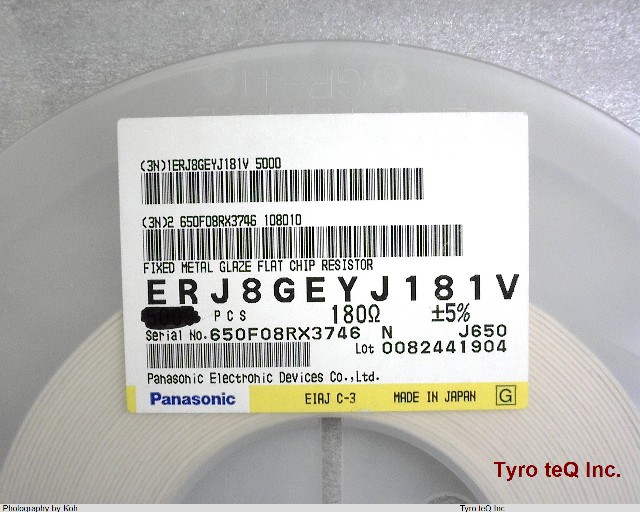 (3N)1ERJ8GEYJ181V 5000
(3N)2 650F08RX3746 108010
FIXED METAL GLAZE FLAT CHIP RESISTOR
ERJ8GEYJ181V
PCS 180Ω ±5%
Serial No.650F08RX3746 N J650
Lot 0082441904
Panasonic Electronic Devices Co.,Ltd.
Panasonic EIAJ C-3 MADE IN JAPAN G
Tyro teQ Inc.
Photography by Koh Tyro teQ Inc